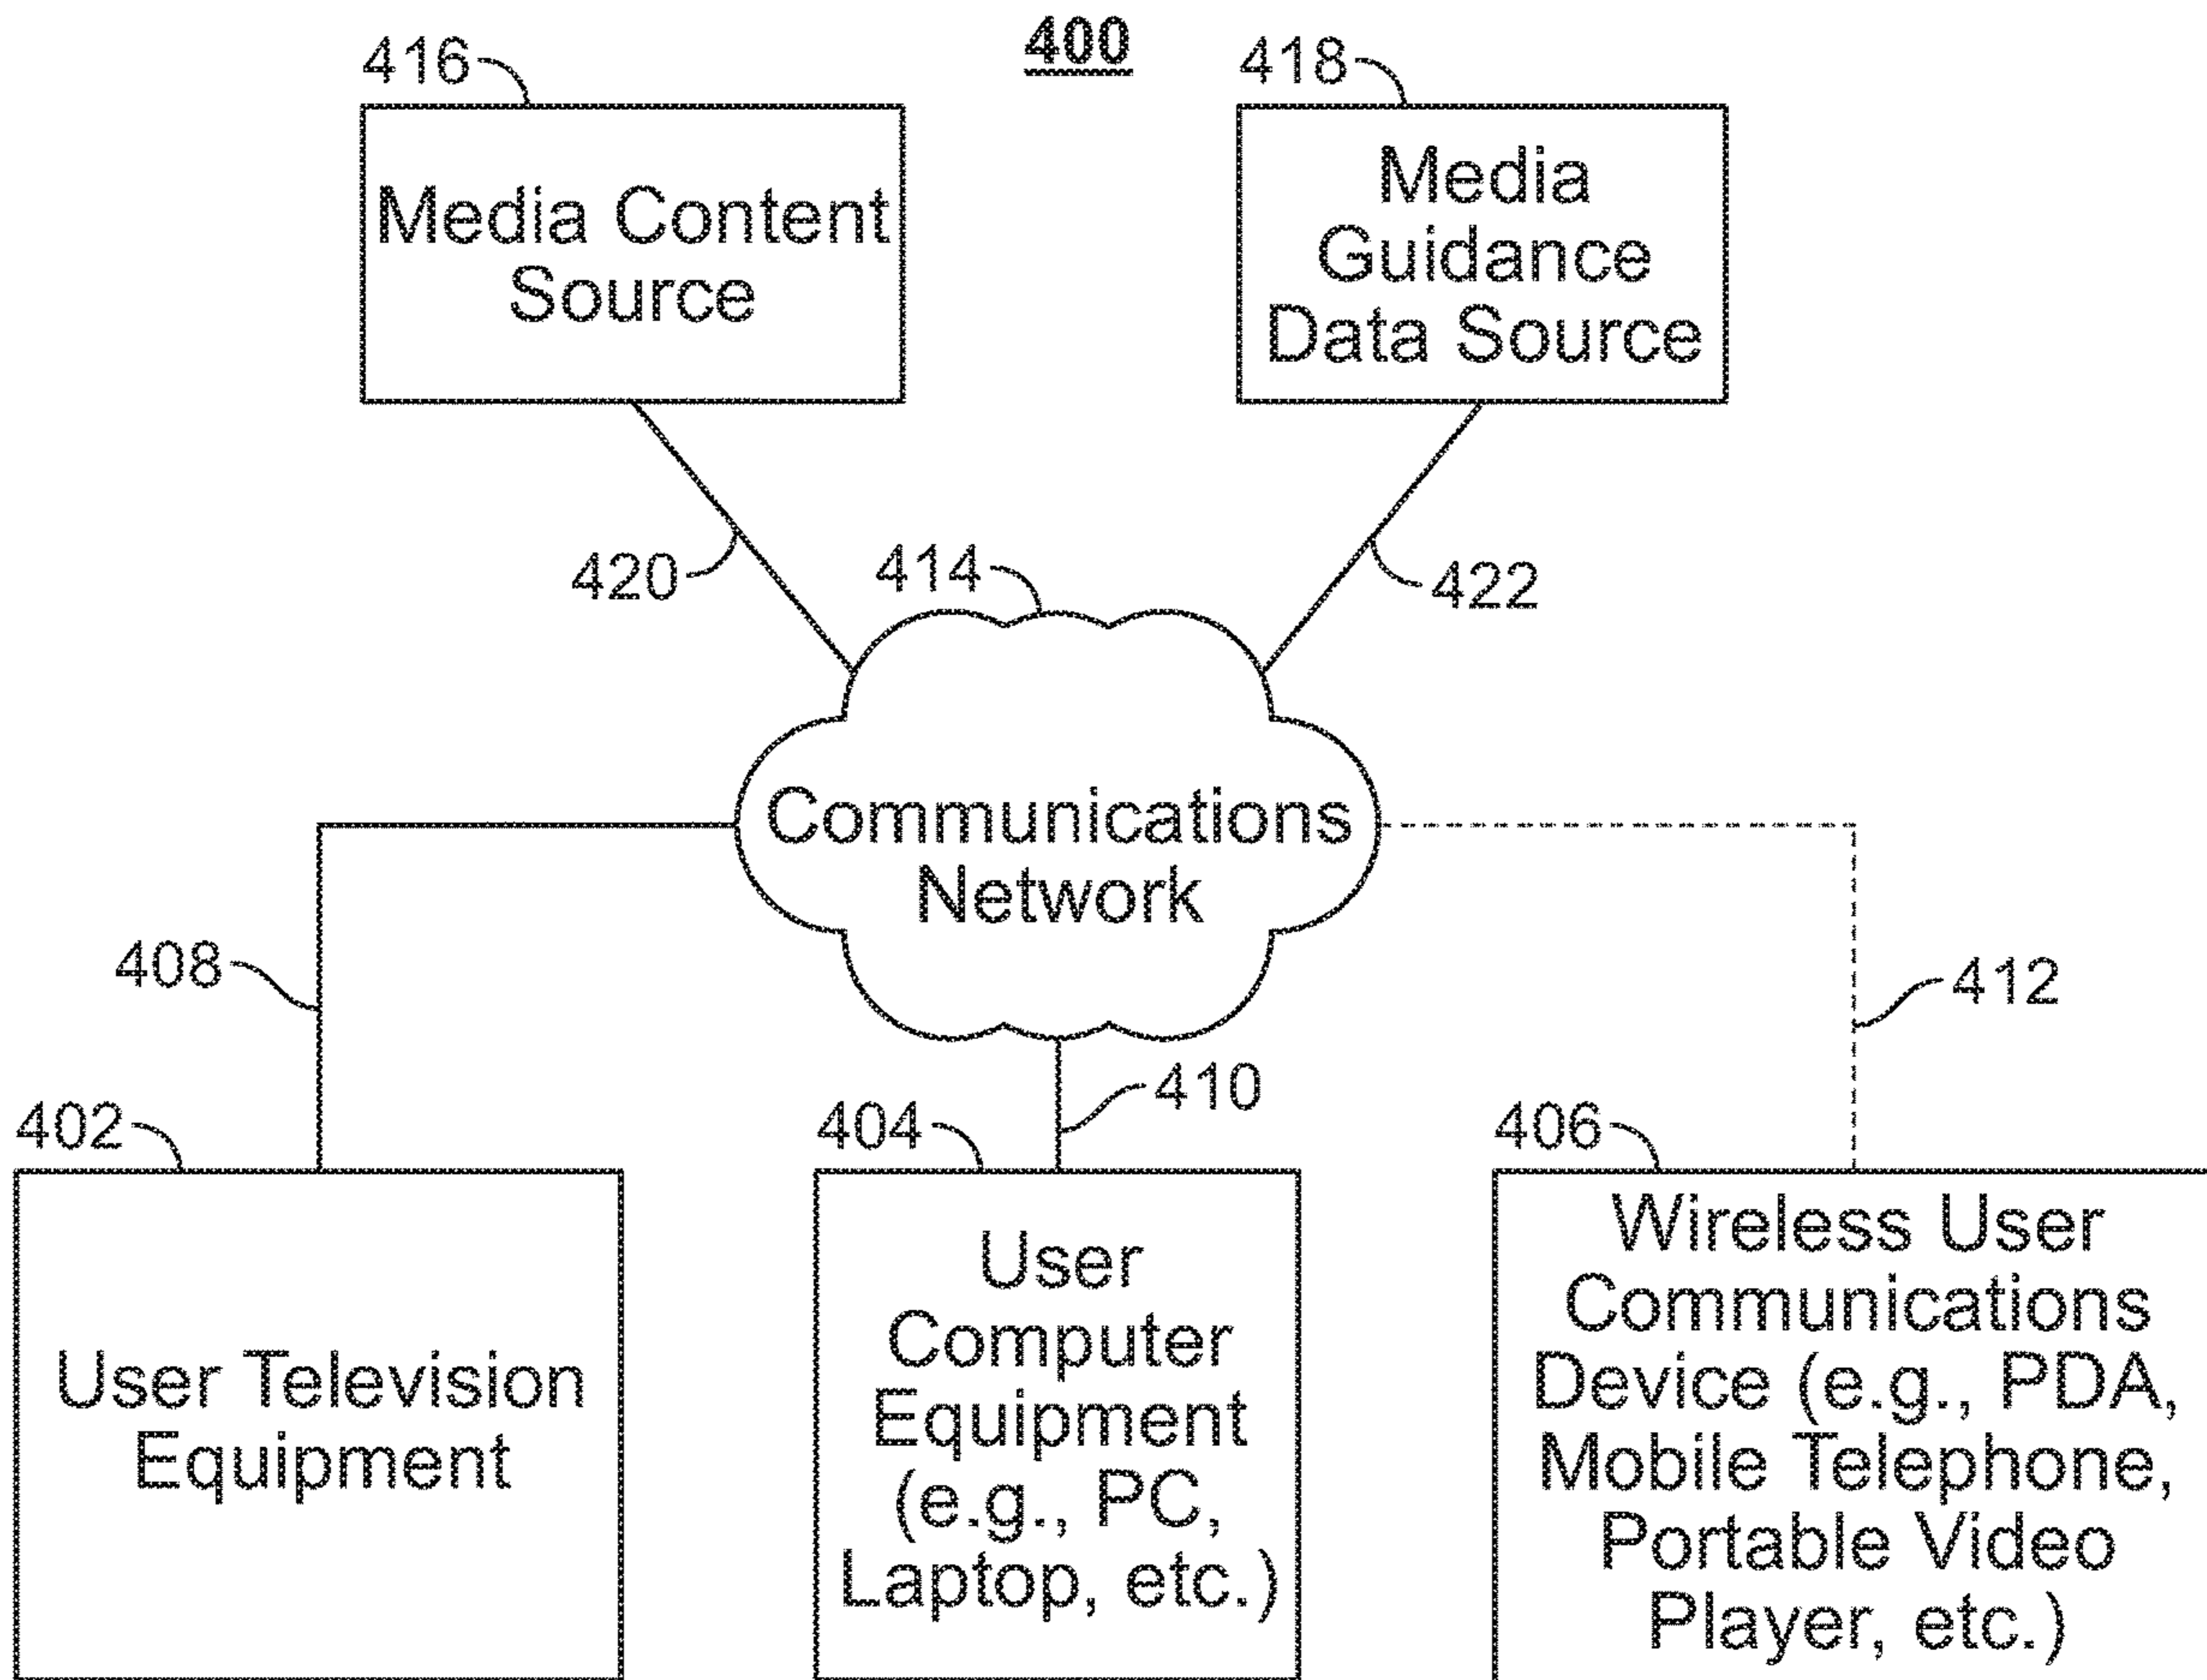 400
416
418
Media Content
Source
Media
Guidance
Data Source
420
414
422
Communications
Network
408
412
410
402
404
406
User Television
Equipment
User
Computer
Equipment
(e.g., PC,
Laptop, etc.)
Wireless User
Communications
Device (e.g., PDA,
Mobile Telephone,
Portable Video
Player, etc.)